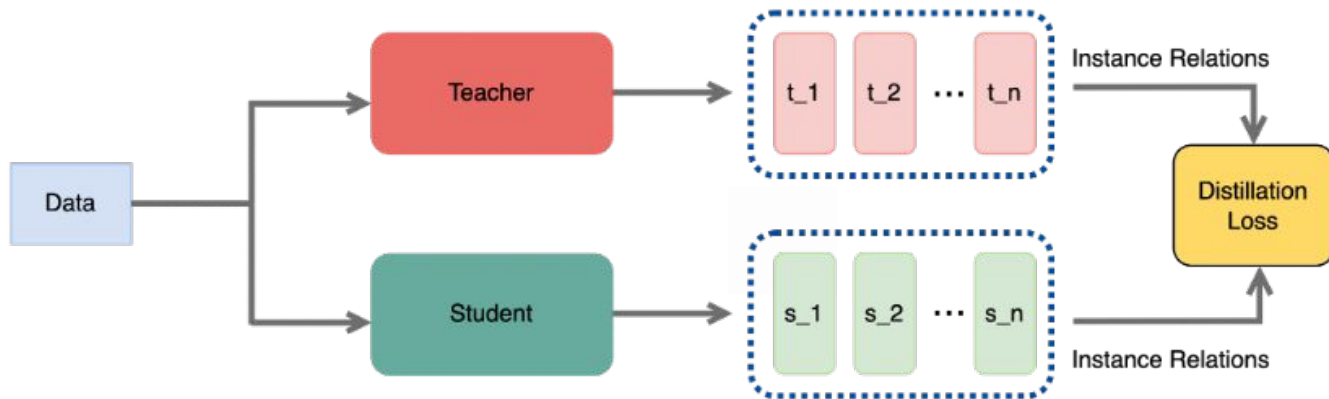 Instance Relations
Teacher
t_1 t_2 ... t_n
Data
Distillation
Loss
Student
s_1 s_2 ... s_n
Instance Relations